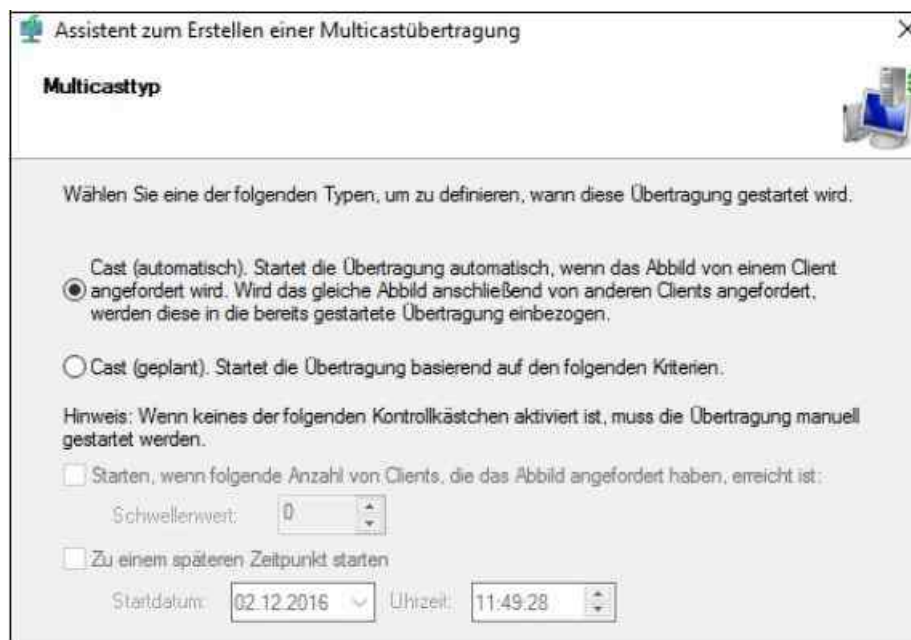 Assistent zum Erstellen einer Multicastübertragung
Multicasttyp
Wählen Sie eine der folgenden Typen, um zu definieren, wann diese Übertragung gestartet wird.
Cast (automatisch). Startet die Übertragung automatisch, wenn das Abbild von einem Client
angefordert wird. Wird das gleiche Abbild anschließend von anderen Clients angefordert,
werden diese in die bereits gestartete Übertragung einbezogen.
Cast (geplant). Startet die Übertragung basierend auf den folgenden Kriterien.
Hinweis: Wenn keines der folgenden Kontrollkästchen aktiviert ist, muss die Übertragung manuell
gestartet werden.
Starten, wenn folgende Anzahl von Clients, die das Abbild angefordert haben, erreicht ist:
Schwellenwert: 0
Zu einem späteren Zeitpunkt starten
Startdatum: 02.12.2016 Uhrzeit: 11:49:28